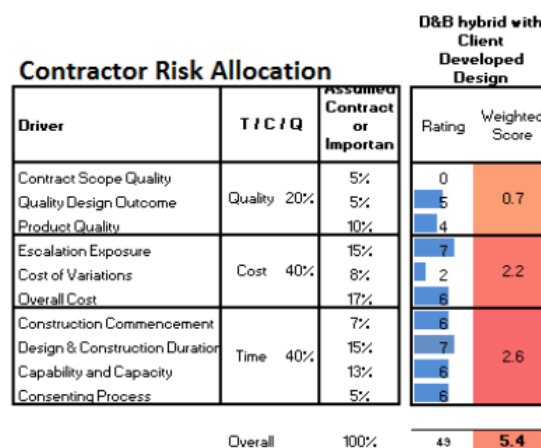 D&B hybrid with
Client
Developed
Design
Contractor Risk Allocation
Driver T / C / Q Assumed Contract or Importan Rating Weighted Score
Contract Scope Quality 5% 0
Quality Design Outcome Quality 20% 5% 5 0.7
Product Quality 10% 4
Escalation Exposure 15% 7
Cost of Variations Cost 40% 8% 2 2.2
Overall Cost 17% 6
Construction Commencement 7% 6
Design & Construction Duration Time 40% 15% 7 2.6
Capability and Capacity 13% 6
Consenting Process 5% 6
Overall 100% 49 5.4